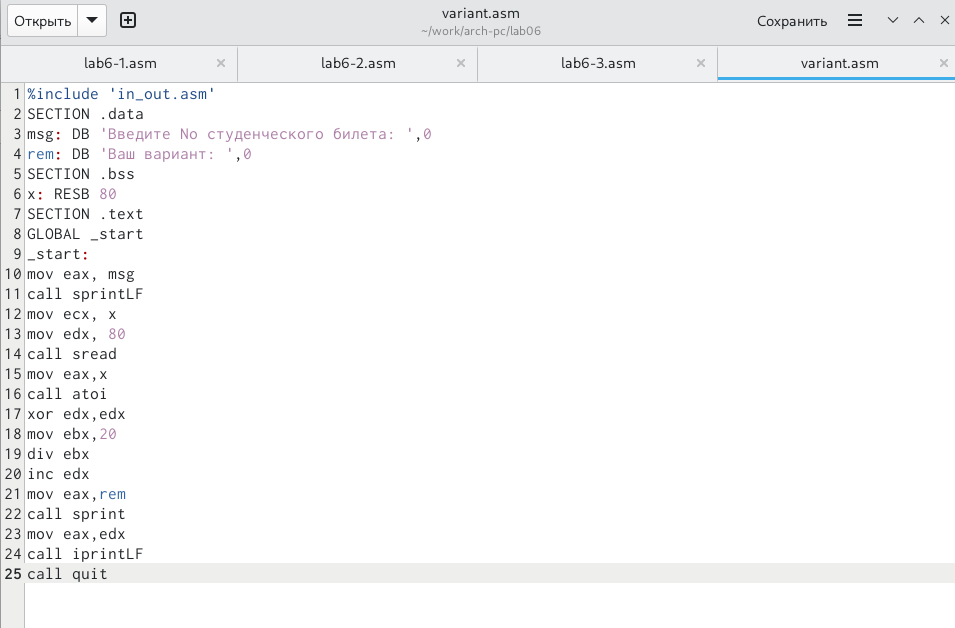 Открыть
variant.asm
~/work/arch-pc/lab06
Сохранить
lab6-1.asm × lab6-2.asm × lab6-3.asm × variant.asm ×
1 %include 'in_out.asm'
2 SECTION .data
3 msg: DB 'Введите No студенческого билета: ',0
4 rem: DB 'Ваш вариант: ',0
5 SECTION .bss
6 x: RESB 80
7 SECTION .text
8 GLOBAL _start
9 _start:
10 mov eax, msg
11 call sprintLF
12 mov ecx, x
13 mov edx, 80
14 call sread
15 mov eax,x
16 call atoi
17 xor edx,edx
18 mov ebx,20
19 div ebx
20 inc edx
21 mov eax,rem
22 call sprint
23 mov eax,edx
24 call iprintLF
25 call quit